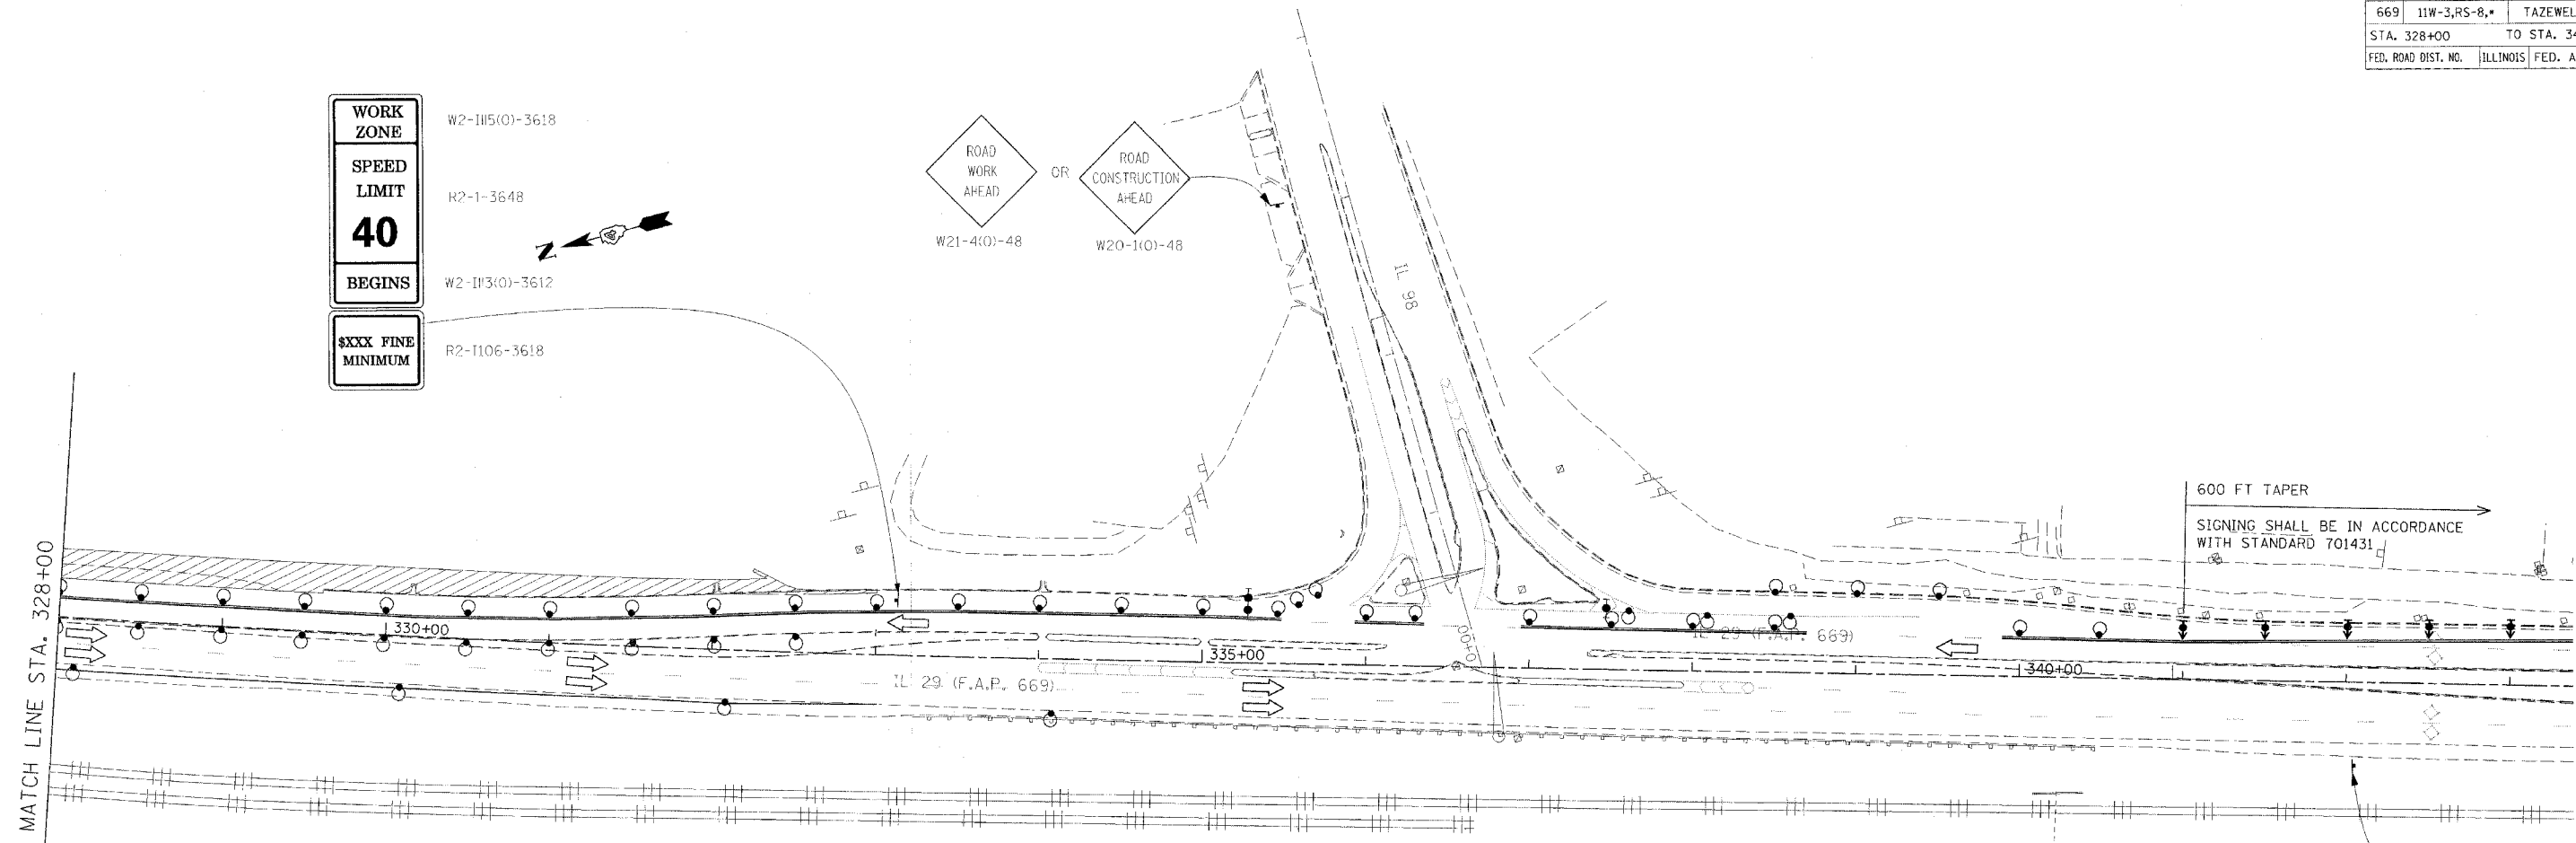 669 11W-3,RS-8,* TAZEWEL
STA. 328+00 TO STA. 34
FED. ROAD DIST. NO. ILLINOIS FED. A
WORK
ZONE
W2-I115(O)-3618
SPEED
LIMIT
40
R2-1-3648
BEGINS
W2-I113(O)-3612
$XXX FINE
MINIMUM
R2-I106-3618
N
ROAD
WORK
AHEAD
W21-4(O)-48
OR
ROAD
CONSTRUCTION
AHEAD
W20-1(O)-48
IL 98
600 FT TAPER
SIGNING SHALL BE IN ACCORDANCE
WITH STANDARD 701431
MATCH LINE STA. 328+00
330+00
335+00
00+0
IL 29 (F.A.P. 669)
340+00
IL 29 (F.A.P. 669)